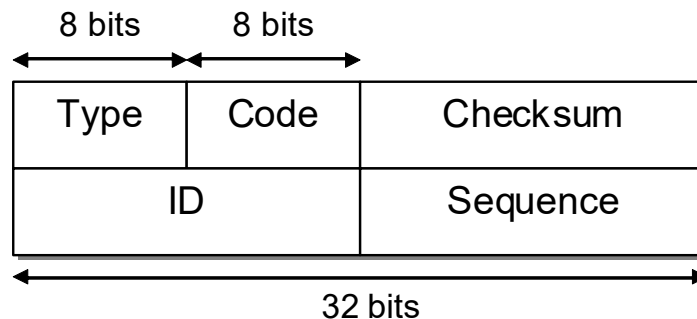 8 bits 8 bits
Type Code Checksum
ID Sequence
32 bits